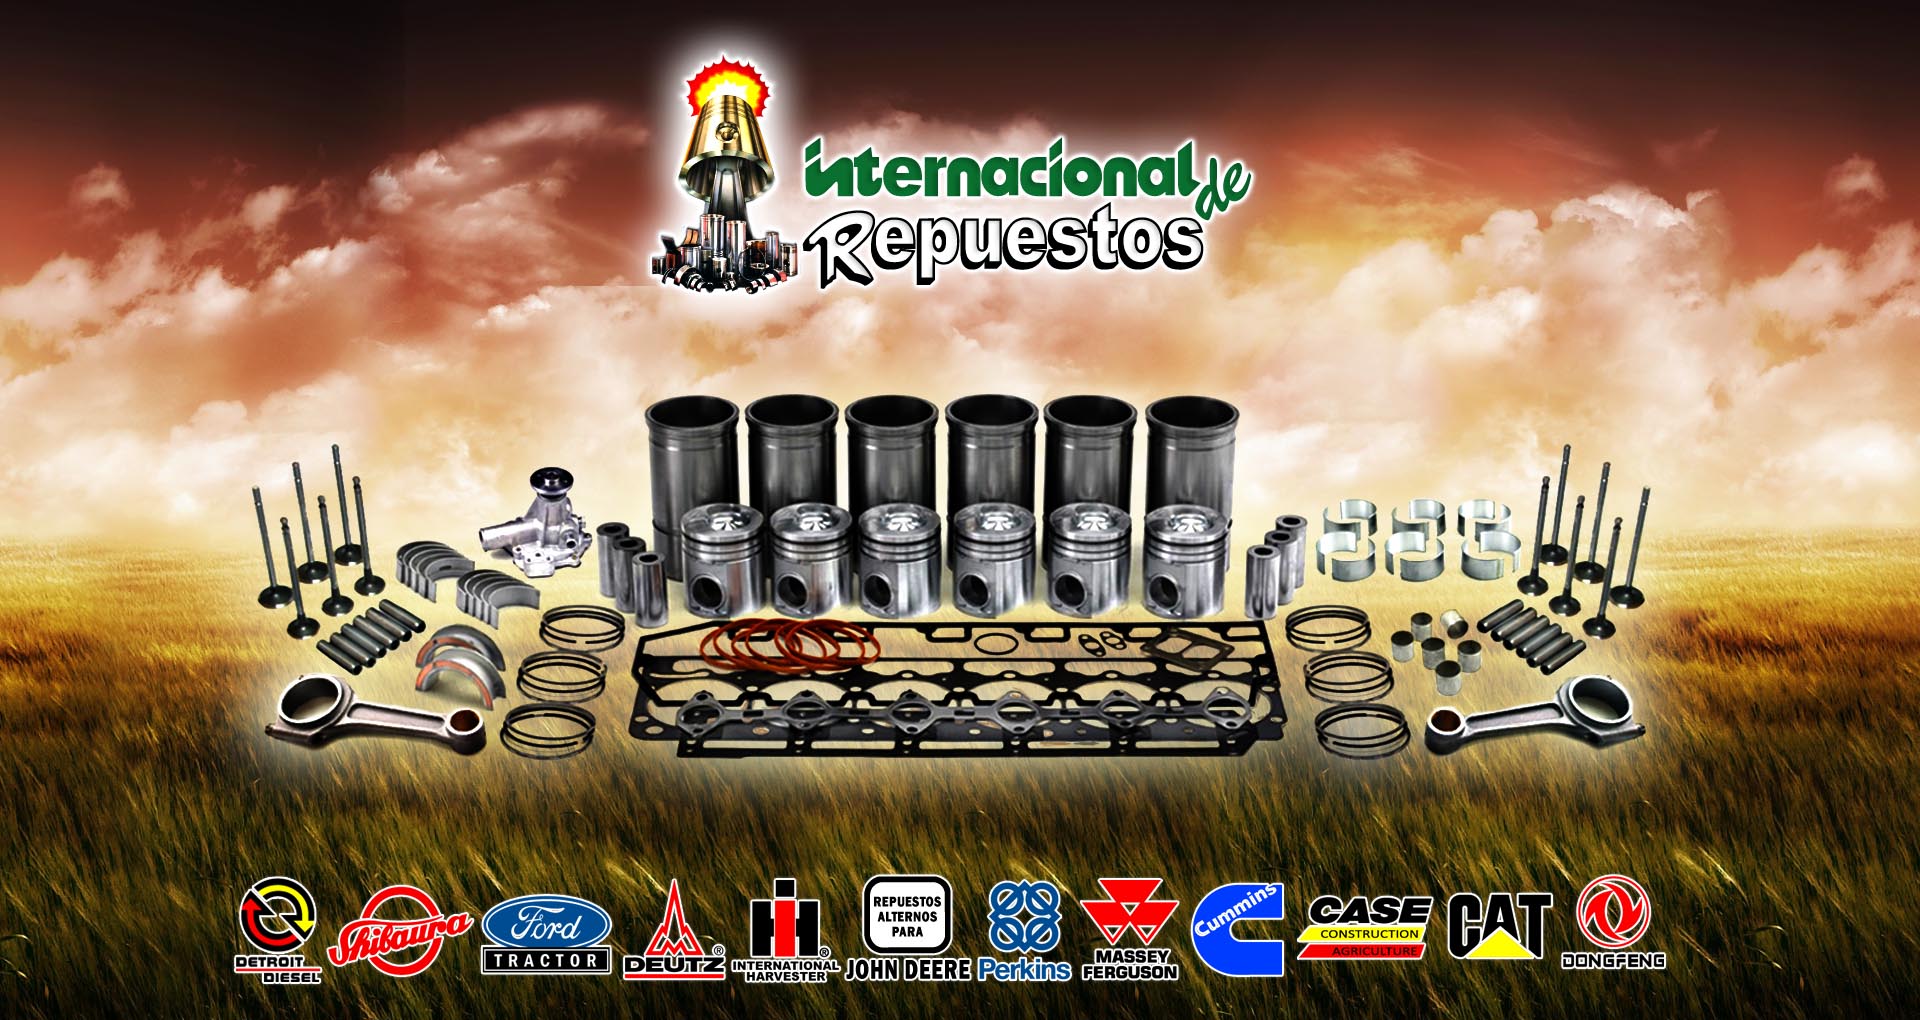 internacional de
Repuestos
DETROIT
DIESEL
Shibaura
Ford
TRACTOR
DEUTZ ®
IH ®
INTERNATIONAL
HARVESTER
REPUESTOS
ALTERNOS
PARA
JOHN DEERE
Perkins
MASSEY
FERGUSON
Cummins
CASE
CONSTRUCTION
AGRICULTURE
CAT
DONGFENG